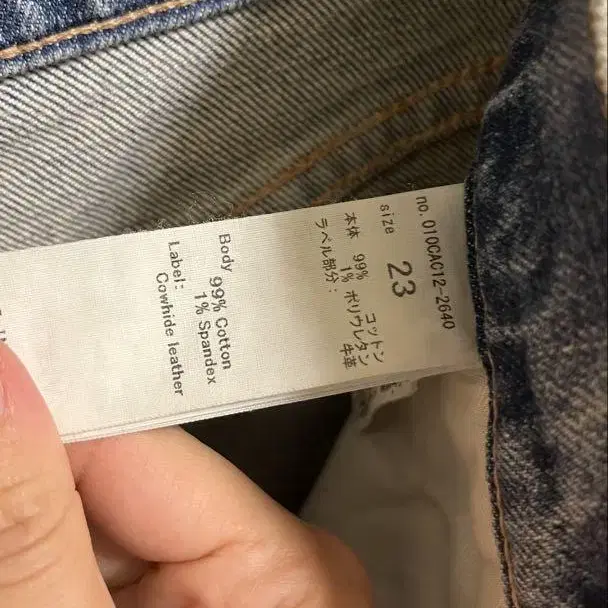 no. 010CAC12-2640
size 23
本体 99% コットン
1% ポリウレタン
ラベル部分： 牛革
Body 99% Cotton
1% Spandex
Label: Cowhide leather